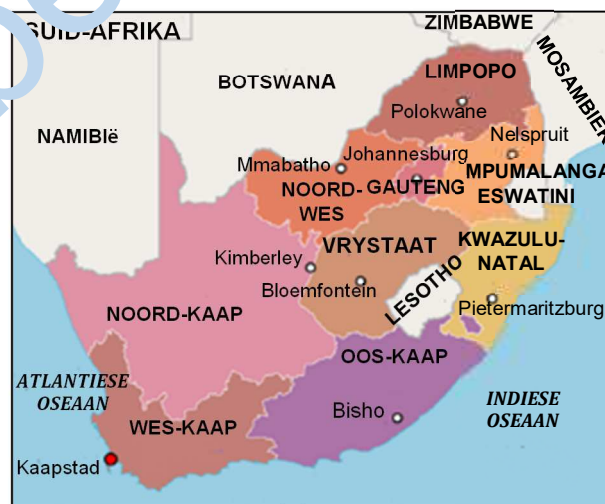 SUID-AFRIKA
ZIMBABWE
MOSAMBIEK
BOTSWANA
LIMPOPO
Polokwane
NAMIBIë
Nelspruit
Johannesburg
Mmabatho
MPUMALANGA
NOORD-
WES
GAUTENG
ESWATINI
VRYSTAAT
KWAZULU-
NATAL
Kimberley
Bloemfontein
LESOTHO
Pietermaritzburg
NOORD-KAAP
OOS-KAAP
ATLANTIESE
OSEAAN
INDIESE
OSEAAN
Bisho
WES-KAAP
Kaapstad